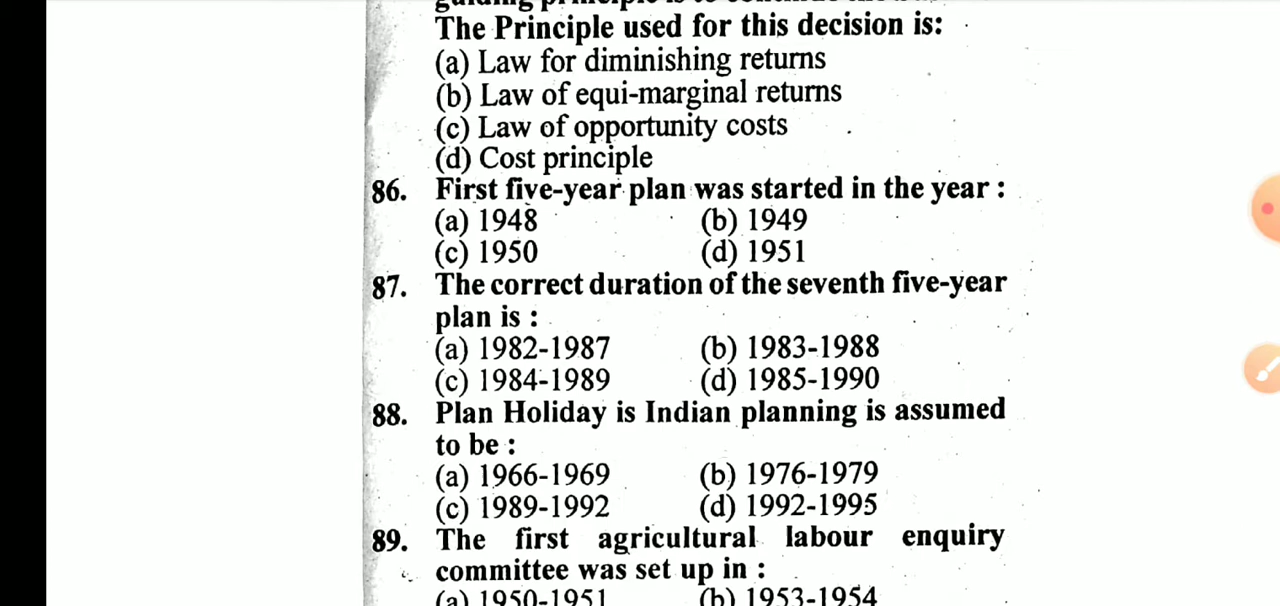 The Principle used for this decision is:
(a) Law for diminishing returns
(b) Law of equi-marginal returns
(c) Law of opportunity costs
(d) Cost principle
86. First five-year plan was started in the year :
(a) 1948 (b) 1949
(c) 1950 (d) 1951
87. The correct duration of the seventh five-year
plan is :
(a) 1982-1987 (b) 1983-1988
(c) 1984-1989 (d) 1985-1990
88. Plan Holiday is Indian planning is assumed
to be :
(a) 1966-1969 (b) 1976-1979
(c) 1989-1992 (d) 1992-1995
89. The first agricultural labour enquiry
committee was set up in :
(a) 1950-1951 (b) 1953-1954